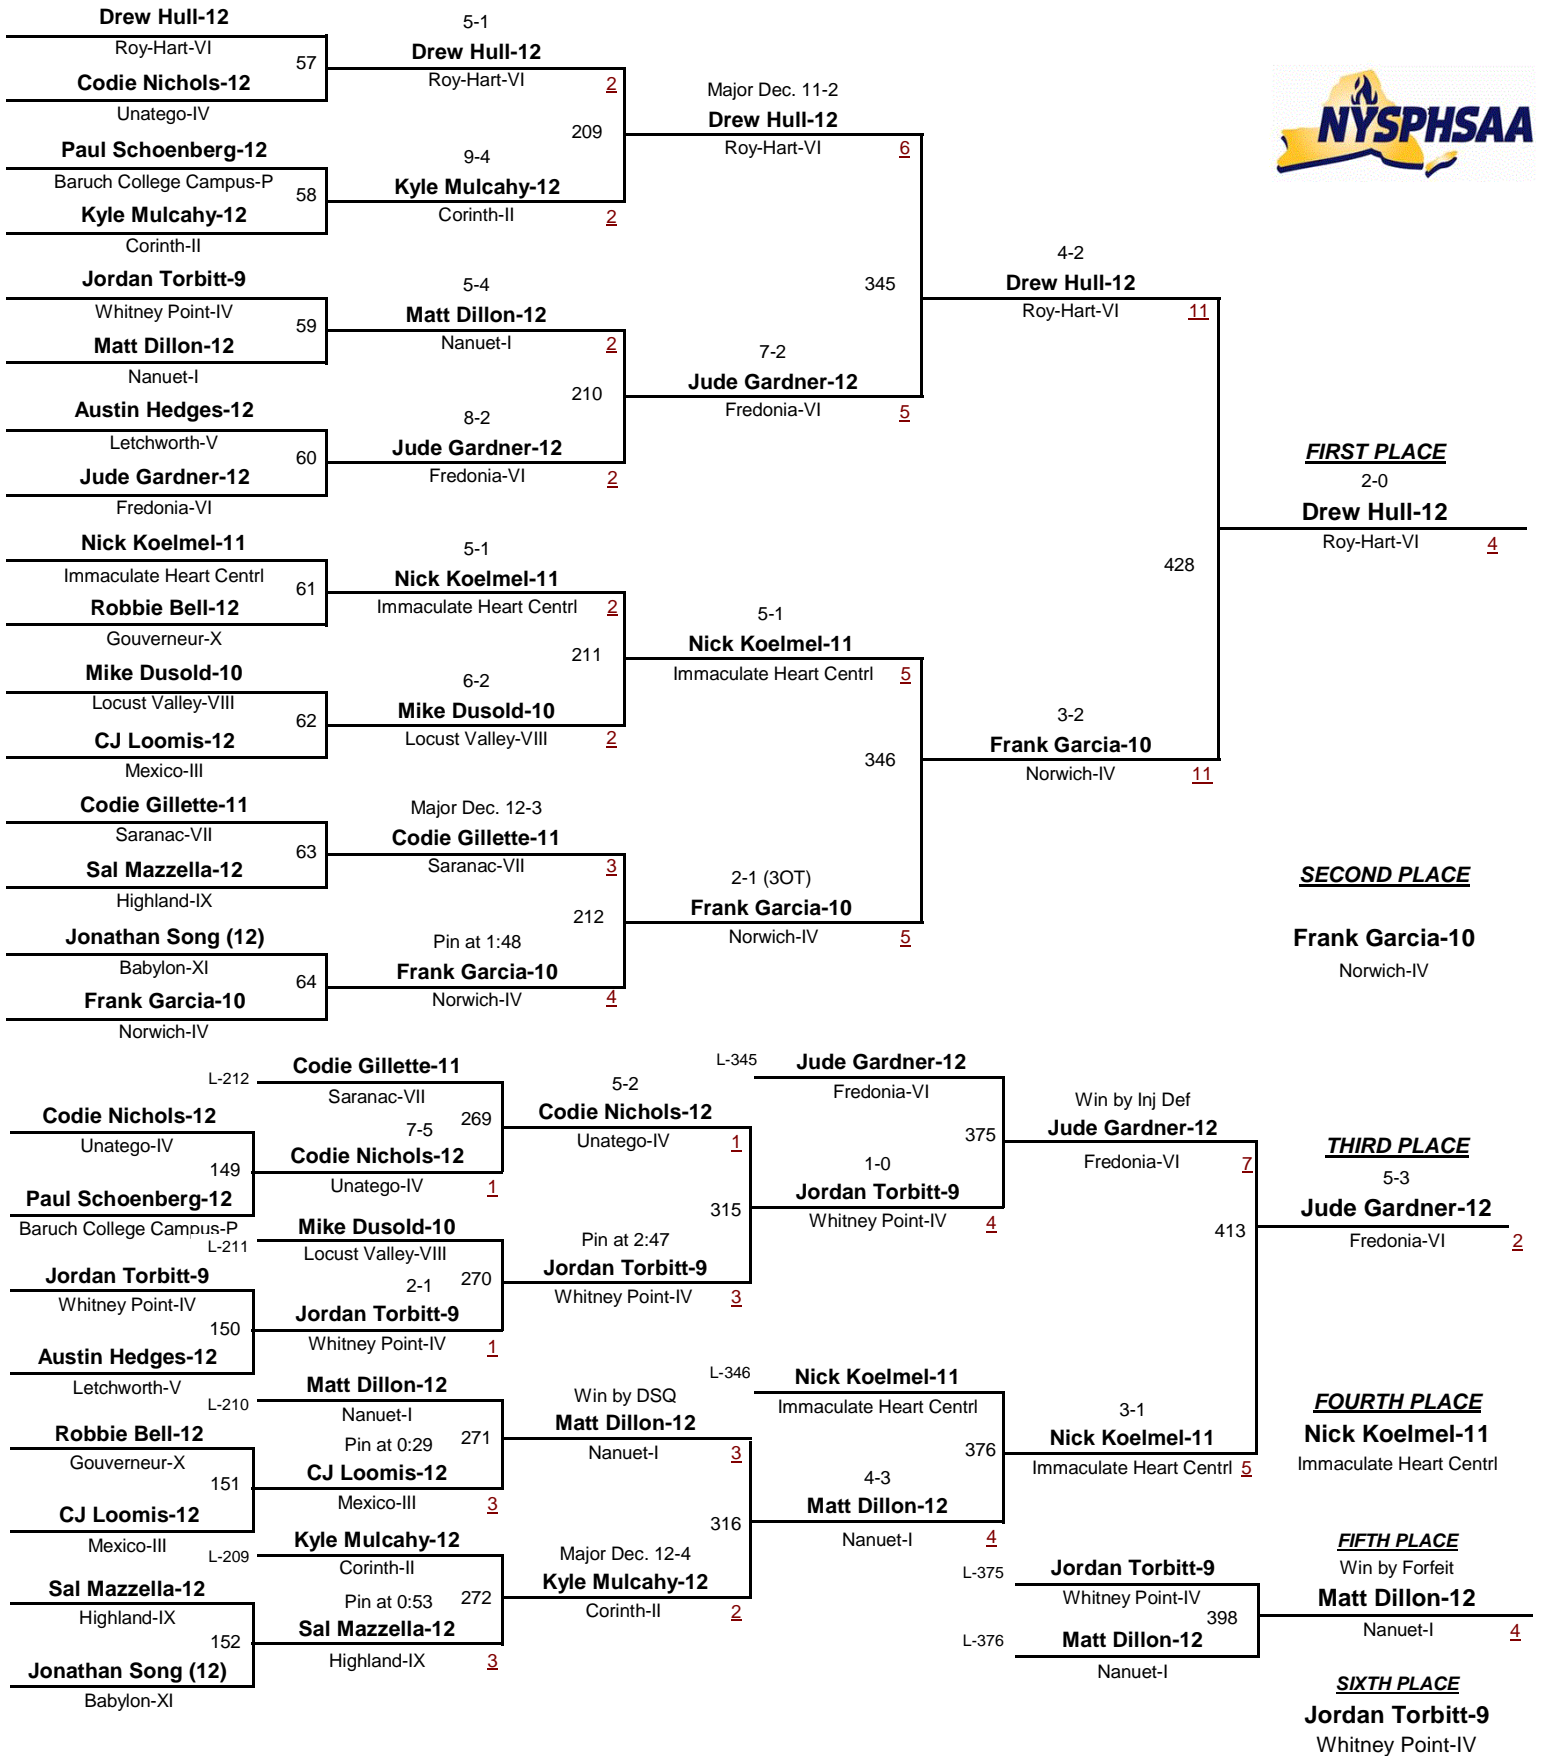 Drew Hull-12
Roy-Hart-VI
57
Codie Nichols-12
Unatego-IV
Paul Schoenberg-12
Baruch College Campus-P
58
Kyle Mulcahy-12
Corinth-II
Jordan Torbitt-9
Whitney Point-IV
59
Matt Dillon-12
Nanuet-I
Austin Hedges-12
Letchworth-V
60
Jude Gardner-12
Fredonia-VI
Nick Koelmel-11
Immaculate Heart Centrl
61
Robbie Bell-12
Gouverneur-X
Mike Dusold-10
Locust Valley-VIII
62
CJ Loomis-12
Mexico-III
Codie Gillette-11
Saranac-VII
63
Sal Mazzella-12
Highland-IX
Jonathan Song (12)
Babylon-XI
64
Frank Garcia-10
Norwich-IV
5-1
Drew Hull-12
Roy-Hart-VI 2
209
9-4
Kyle Mulcahy-12
Corinth-II 2
5-4
Matt Dillon-12
Nanuet-I 2
210
8-2
Jude Gardner-12
Fredonia-VI 2
5-1
Nick Koelmel-11
Immaculate Heart Centrl 2
211
6-2
Mike Dusold-10
Locust Valley-VIII 2
Major Dec. 12-3
Codie Gillette-11
Saranac-VII 3
212
Pin at 1:48
Frank Garcia-10
Norwich-IV 4
Major Dec. 11-2
Drew Hull-12
Roy-Hart-VI 6
345
7-2
Jude Gardner-12
Fredonia-VI 5
5-1
Nick Koelmel-11
Immaculate Heart Centrl 5
346
2-1 (3OT)
Frank Garcia-10
Norwich-IV 5
4-2
Drew Hull-12
Roy-Hart-VI 11
428
3-2
Frank Garcia-10
Norwich-IV 11
NYSPHSAA
FIRST PLACE
2-0
Drew Hull-12
Roy-Hart-VI 4
SECOND PLACE
Frank Garcia-10
Norwich-IV
Codie Nichols-12
Unatego-IV
149
Paul Schoenberg-12
Baruch College Campus-P
Jordan Torbitt-9
Whitney Point-IV
150
Austin Hedges-12
Letchworth-V
Robbie Bell-12
Gouverneur-X
151
CJ Loomis-12
Mexico-III
Sal Mazzella-12
Highland-IX
152
Jonathan Song (12)
Babylon-XI
L-212
Codie Gillette-11
Saranac-VII
269
7-5
Codie Nichols-12
Unatego-IV 1
L-211
Mike Dusold-10
Locust Valley-VIII
270
2-1
Jordan Torbitt-9
Whitney Point-IV 1
L-210
Matt Dillon-12
Nanuet-I
271
Pin at 0:29
CJ Loomis-12
Mexico-III 3
L-209
Kyle Mulcahy-12
Corinth-II
272
Pin at 0:53
Sal Mazzella-12
Highland-IX 3
5-2
Codie Nichols-12
Unatego-IV 1
315
Pin at 2:47
Jordan Torbitt-9
Whitney Point-IV 3
Win by DSQ
Matt Dillon-12
Nanuet-I 3
316
Major Dec. 12-4
Kyle Mulcahy-12
Corinth-II 2
L-345
Jude Gardner-12
Fredonia-VI
375
1-0
Jordan Torbitt-9
Whitney Point-IV 4
L-346
Nick Koelmel-11
Immaculate Heart Centrl
376
4-3
Matt Dillon-12
Nanuet-I 4
Win by Inj Def
Jude Gardner-12
Fredonia-VI 7
413
3-1
Nick Koelmel-11
Immaculate Heart Centrl 5
L-375
Jordan Torbitt-9
Whitney Point-IV
398
L-376
Matt Dillon-12
Nanuet-I
THIRD PLACE
5-3
Jude Gardner-12
Fredonia-VI 2
FOURTH PLACE
Nick Koelmel-11
Immaculate Heart Centrl
FIFTH PLACE
Win by Forfeit
Matt Dillon-12
Nanuet-I 4
SIXTH PLACE
Jordan Torbitt-9
Whitney Point-IV